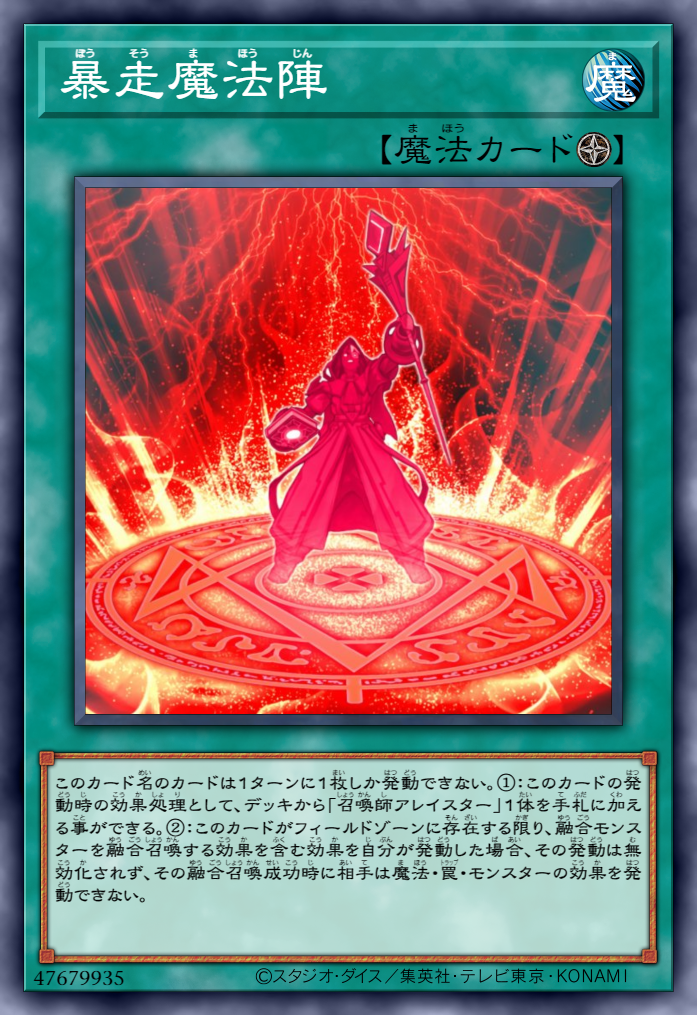 暴走魔法陣
魔
【魔法カード】
このカード名のカードは1ターンに1枚しか発動できない。①:このカードの発
動時の効果処理として、デッキから「召喚師アレイスター」1体を手札に加え
る事ができる。②:このカードがフィールドゾーンに存在する限り、融合モンス
ターを融合召喚する効果を含む効果を自分が発動した場合、その発動は無
効化されず、その融合召喚成功時に相手は魔法・罠・モンスターの効果を発
動できない。
47679935 ©スタジオ・ダイス/集英社・テレビ東京・KONAMI